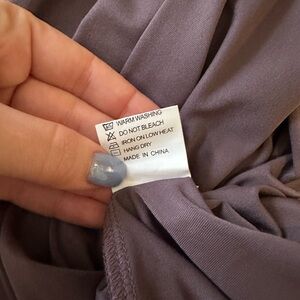 WARM WASHING
DO NOT BLEACH
IRON ON LOW HEAT
HANG DRY
MADE IN CHINA